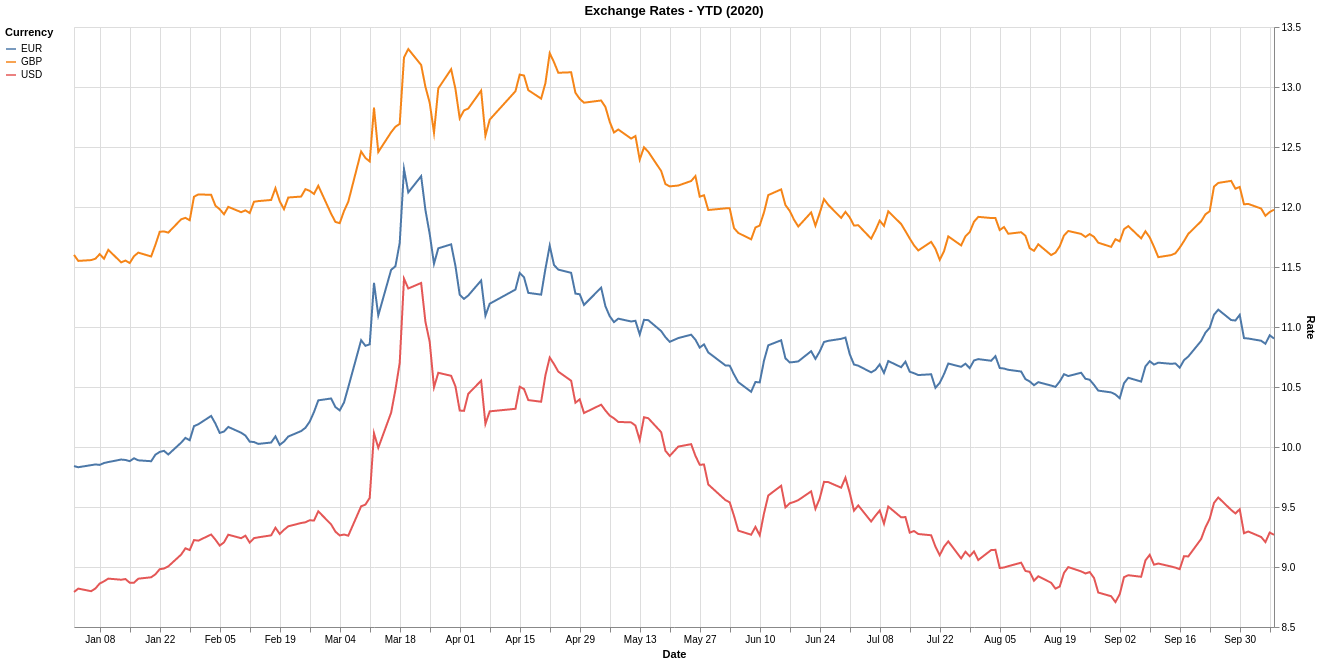 Exchange Rates - YTD (2020)
Currency
EUR
GBP
USD
13.5
13.0
12.5
12.0
11.5
11.0
10.5
10.0
9.5
9.0
8.5
Rate
Jan 08 Jan 22 Feb 05 Feb 19 Mar 04 Mar 18 Apr 01 Apr 15 Apr 29 May 13 May 27 Jun 10 Jun 24 Jul 08 Jul 22 Aug 05 Aug 19 Sep 02 Sep 16 Sep 30
Date